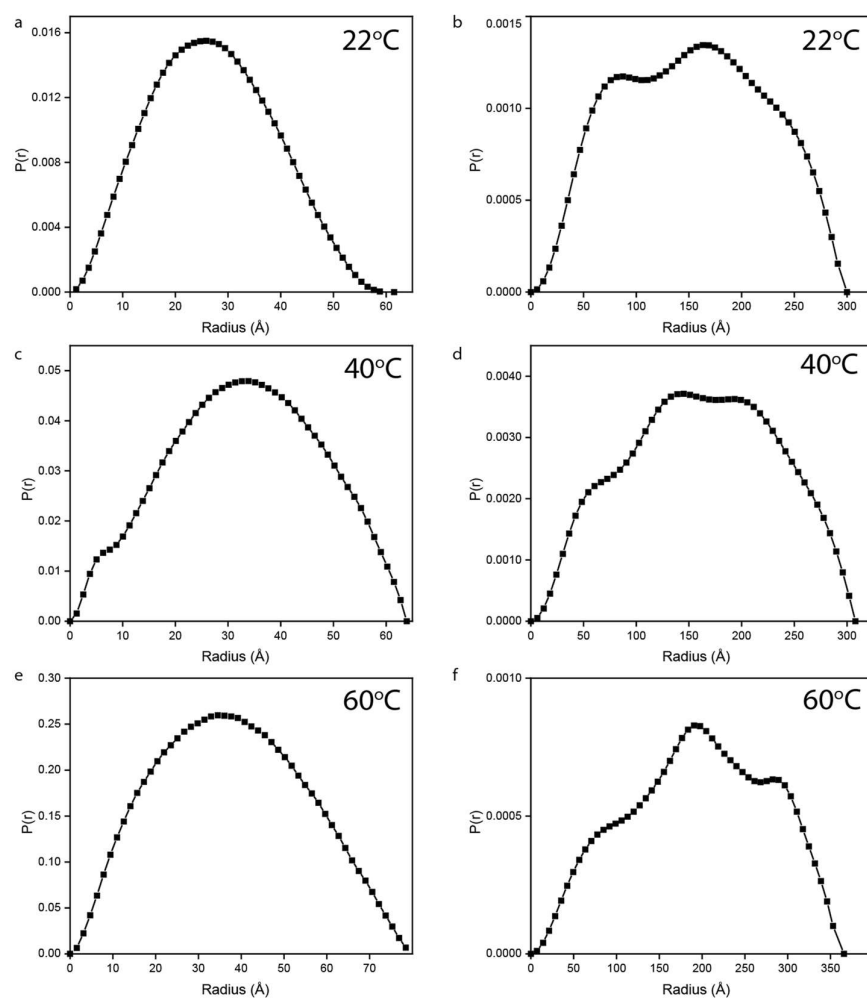 a
22°C
0.016
0.012
0.008
0.004
0.000
P(r)
0 10 20 30 40 50 60
Radius (Å)
b
22°C
0.0015
0.0010
0.0005
0.0000
P(r)
0 50 100 150 200 250 300
Radius (Å)
c
40°C
0.05
0.04
0.03
0.02
0.01
0.00
P(r)
0 10 20 30 40 50 60
Radius (Å)
d
40°C
0.0040
0.0030
0.0020
0.0010
0.0000
P(r)
0 50 100 150 200 250 300
Radius (Å)
e
60°C
0.30
0.25
0.20
0.15
0.10
0.05
0.00
P(r)
0 10 20 30 40 50 60 70
Radius (Å)
f
60°C
0.0010
0.0005
0.0000
P(r)
0 50 100 150 200 250 300 350
Radius (Å)